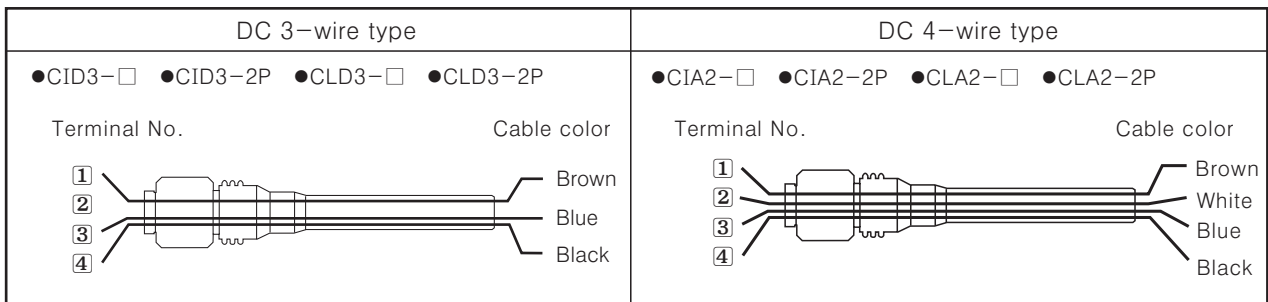 DC 3-wire type
●CID3-□ ●CID3-2P ●CLD3-□ ●CLD3-2P
Terminal No. Cable color
1 Brown
2
3 Blue
4 Black
DC 4-wire type
●CIA2-□ ●CIA2-2P ●CLA2-□ ●CLA2-2P
Terminal No. Cable color
1 Brown
2 White
3 Blue
4 Black